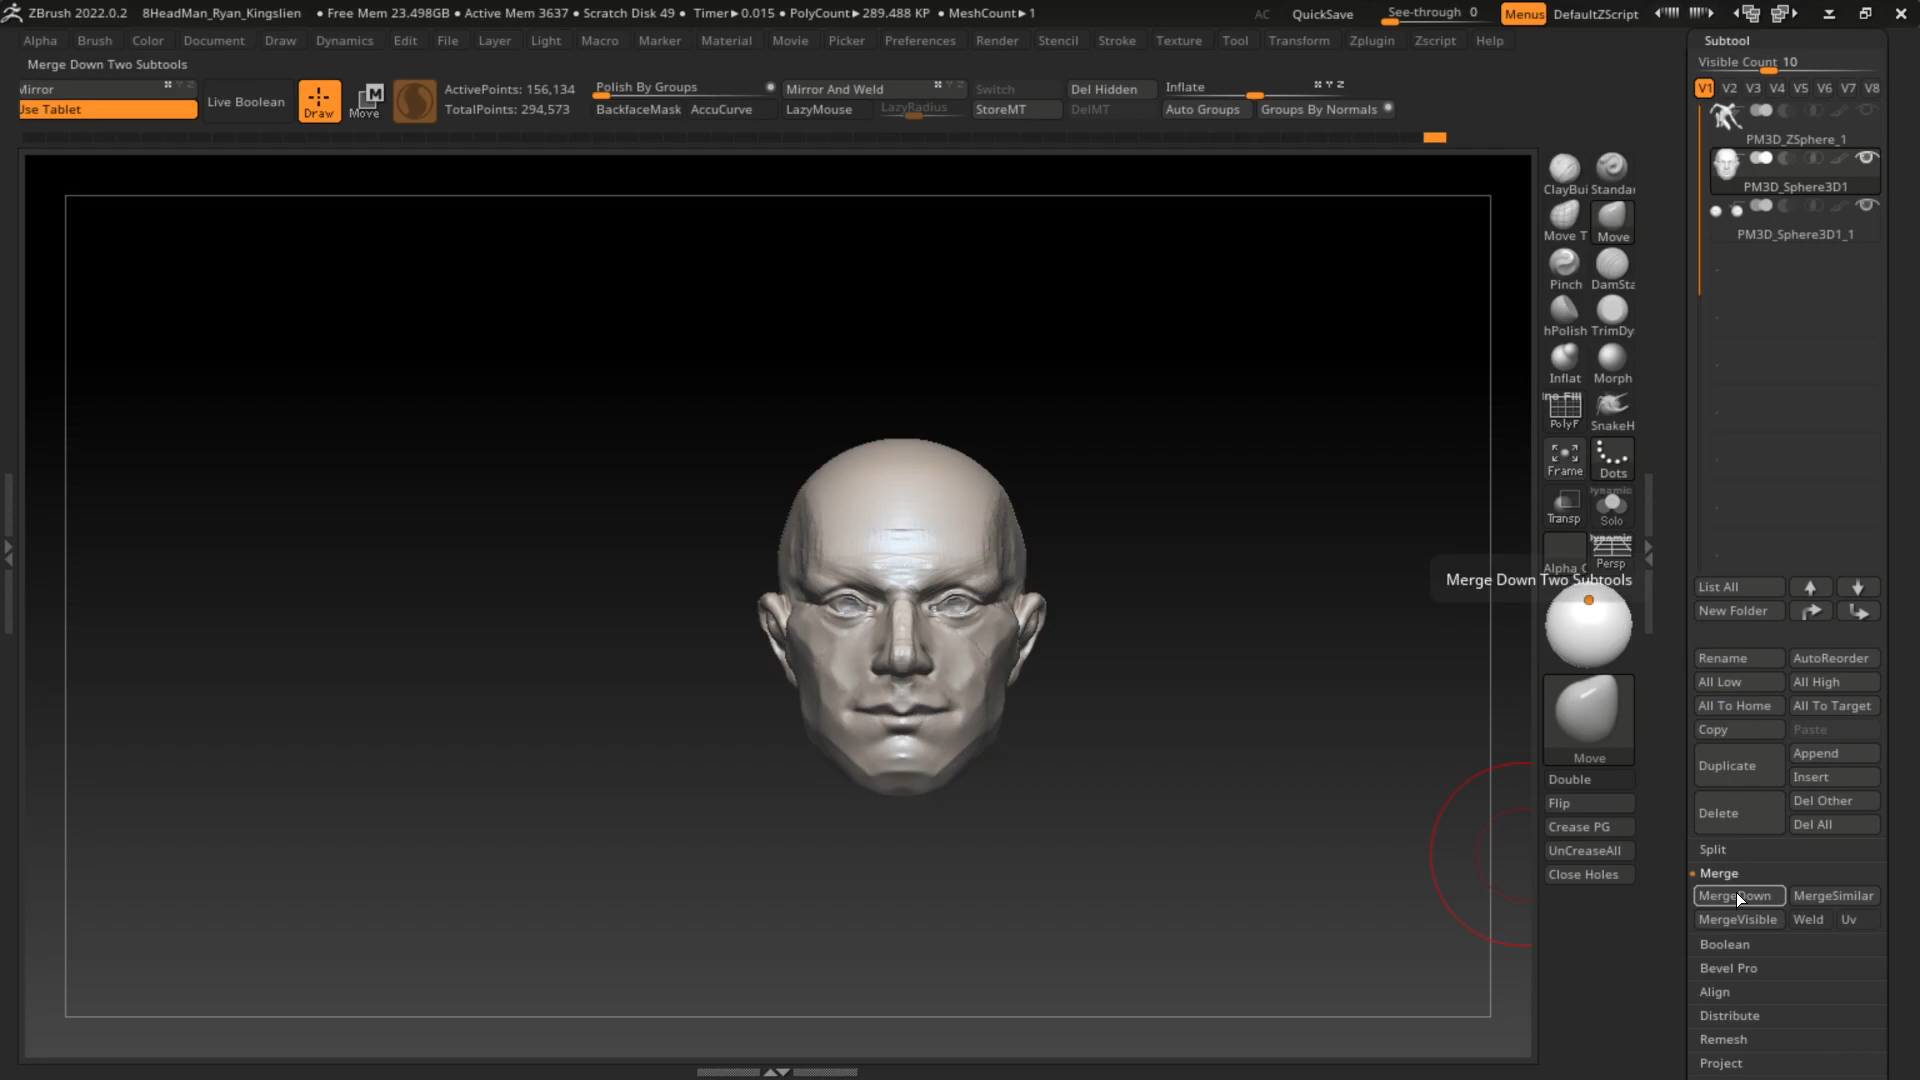 ZBrush 2022.0.2 8HeadMan_Ryan_Kingslien • Free Mem 23.498GB • Active Mem 3637 • Scratch Disk 49 • Timer▶0.015 • PolyCount▶289.488 KP • MeshCount▶1
AC QuickSave See-through 0 Menus DefaultZScript
Alpha Brush Color Document Draw Dynamics Edit File Layer Light Macro Marker Material Movie Picker Preferences Render Stencil Stroke Texture Tool Transform Zplugin Zscript Help
Merge Down Two Subtools
Mirror
Use Tablet
Live Boolean
Draw
Move
ActivePoints: 156,134
TotalPoints: 294,573
Polish By Groups
BackfaceMask AccuCurve
Mirror And Weld
LazyMouse LazyRadius
Switch
StoreMT
Del Hidden
DelMT
Inflate
Auto Groups Groups By Normals
Subtool
Visible Count 10
V1 V2 V3 V4 V5 V6 V7 V8
PM3D_ZSphere_1
PM3D_Sphere3D1
PM3D_Sphere3D1_1
ClayBui Standar
Move T Move
Pinch DamSta
hPolish TrimDy
Inflat Morph
PolyF SnakeH
Frame Dots
Dynamic
Transp Solo
Dynamic
Persp
Merge Down Two Subtools
Move
Double
Flip
Crease PG
UnCreaseAll
Close Holes
List All
New Folder
Rename AutoReorder
All Low All High
All To Home All To Target
Copy Paste
Duplicate Append
Insert
Delete Del Other
Del All
Split
Merge
MergeDown MergeSimilar
MergeVisible Weld Uv
Boolean
Bevel Pro
Align
Distribute
Remesh
Project